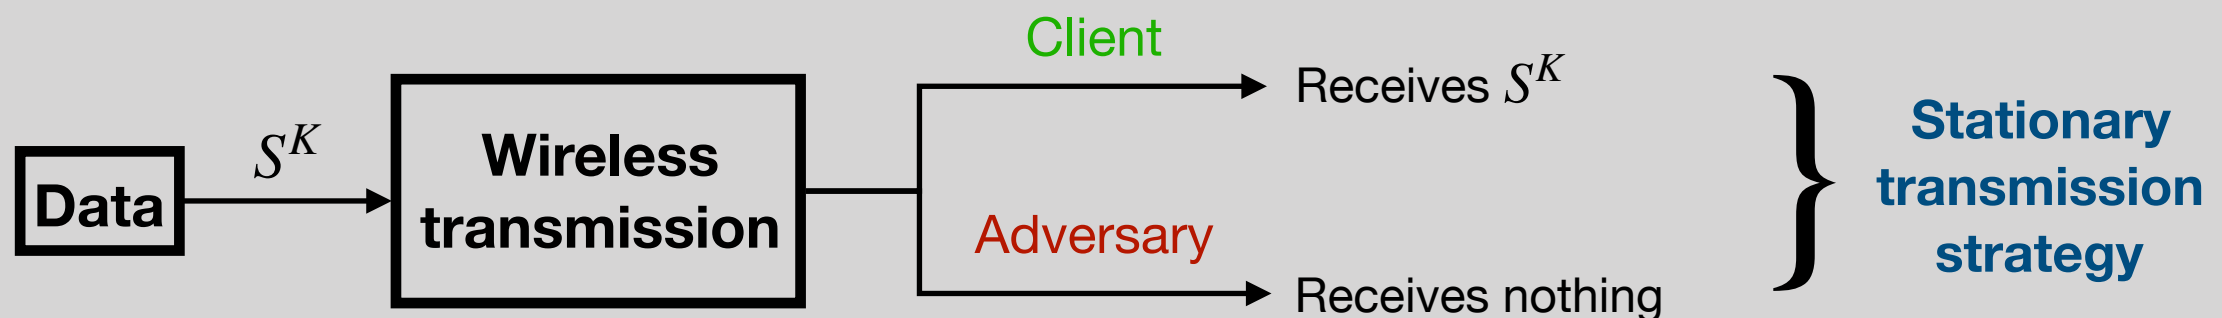 Data
S^K
Wireless
transmission
Client
Receives S^K
Adversary
Receives nothing
Stationary
transmission
strategy